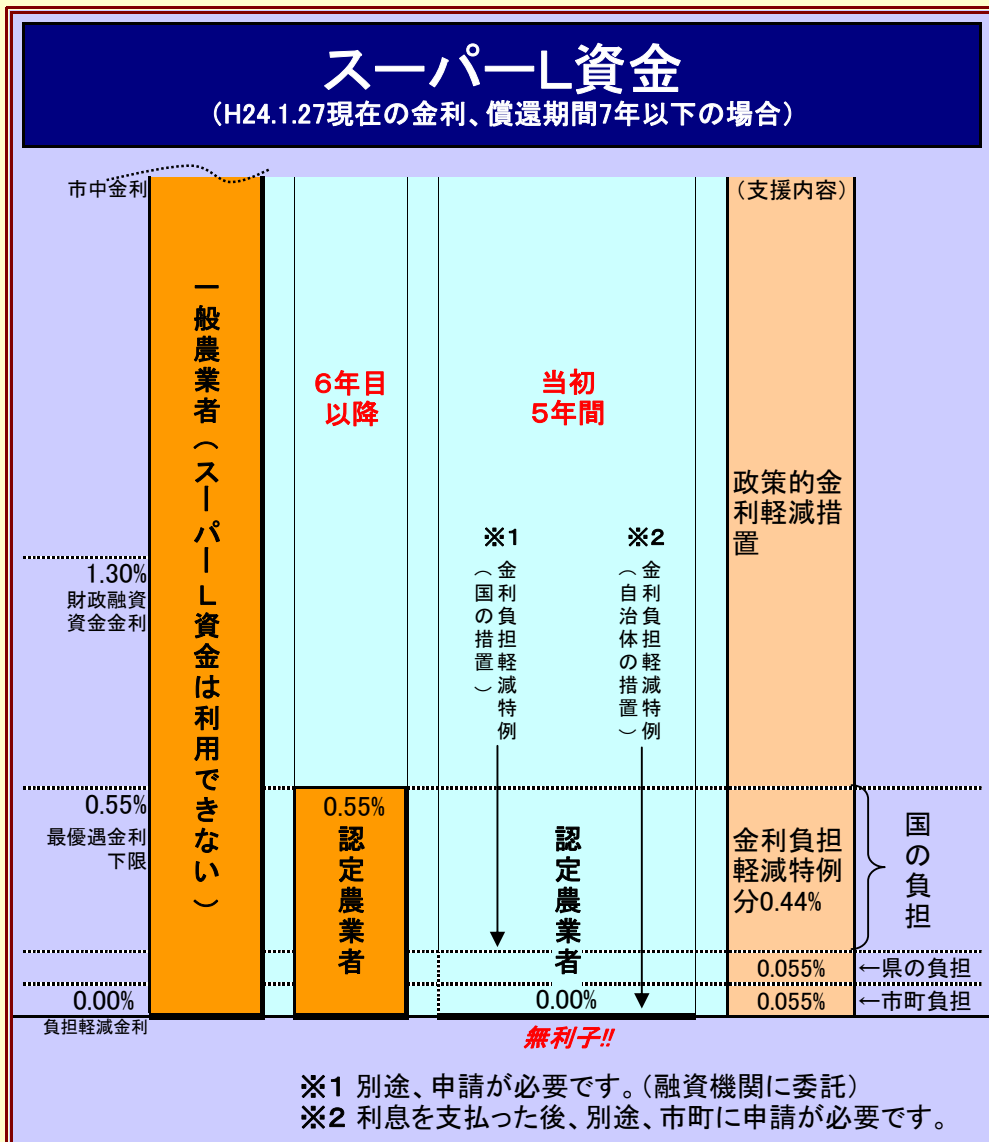 スーパーL資金
（H24.1.27現在の金利、償還期間7年以下の場合）
市中金利
1.30%
財政融資
資金金利
0.55%
最優遇金利
下限
0.00%
負担軽減金利
一般農業者（スーパーL資金は利用できない）
6年目
以降
0.55%
認定農業者
当初
5年間
※1
金利負担軽減特例
（国の措置）
※2
金利負担軽減特例
（自治体の措置）
認定農業者
0.00%
無利子!!
（支援内容）
政策的金
利軽減措
置
金利負担
軽減特例
分0.44%
国の負担
0.055%
←県の負担
0.055%
←市町負担
※1 別途、申請が必要です。（融資機関に委託）
※2 利息を支払った後、別途、市町に申請が必要です。